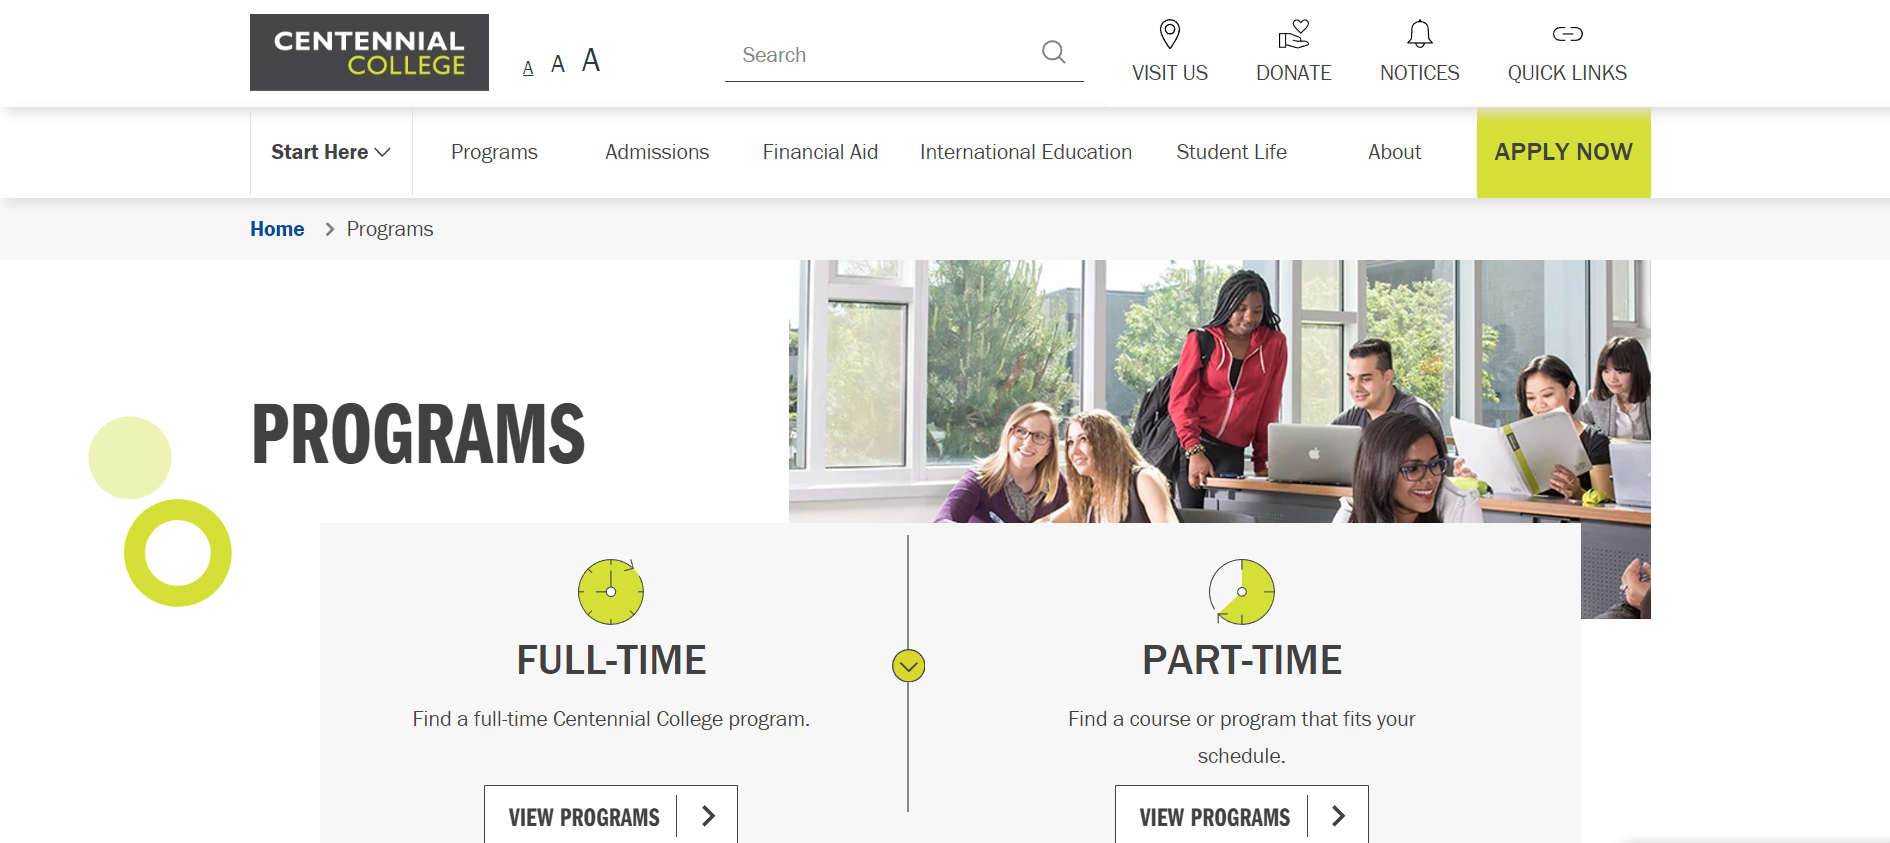 CENTENNIAL
COLLEGE
A A A
Search
VISIT US
DONATE
NOTICES
QUICK LINKS
Start Here
Programs
Admissions
Financial Aid
International Education
Student Life
About
APPLY NOW
Home
Programs
PROGRAMS
FULL-TIME
Find a full-time Centennial College program.
VIEW PROGRAMS
PART-TIME
Find a course or program that fits your
schedule.
VIEW PROGRAMS